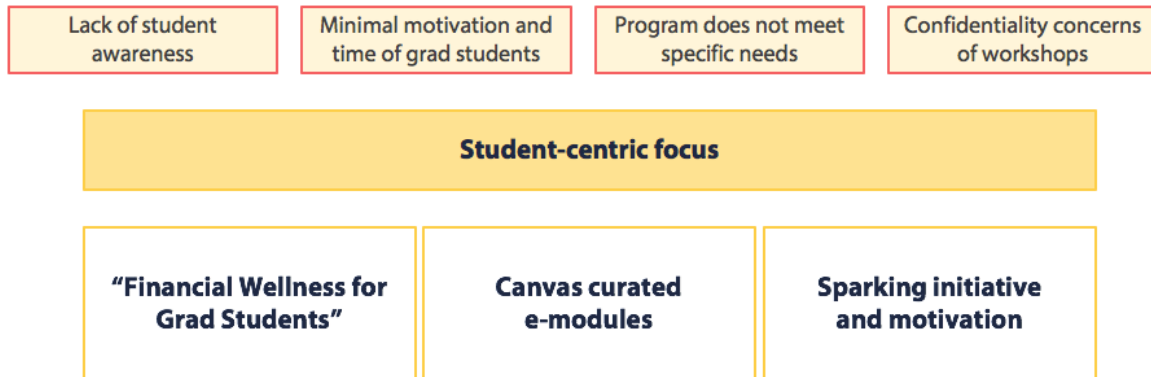 Lack of student
awareness
Minimal motivation and
time of grad students
Program does not meet
specific needs
Confidentiality concerns
of workshops
Student-centric focus
“Financial Wellness for
Grad Students”
Canvas curated
e-modules
Sparking initiative
and motivation